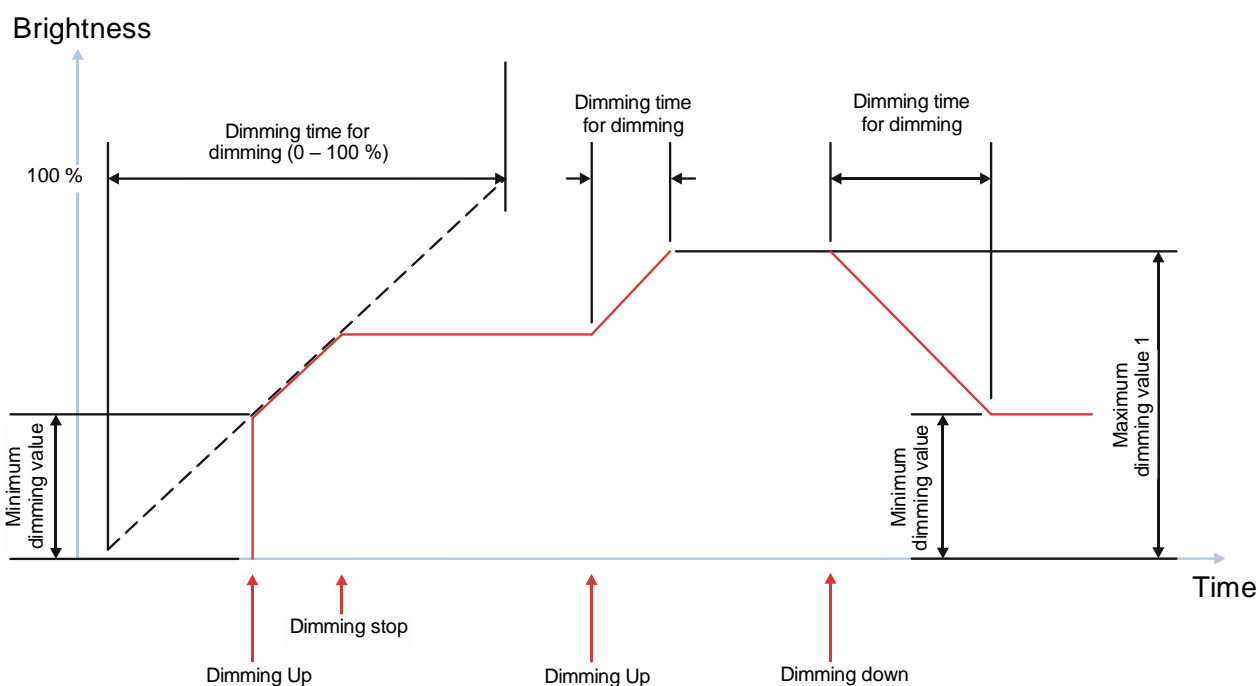 Brightness
Dimming time
for dimming
Dimming time
for dimming
Dimming time for
dimming (0 – 100 %)
100 %
Minimum
dimming value
Minimum
dimming value
Maximum
dimming value 1
Time
Dimming stop
Dimming Up
Dimming Up
Dimming down